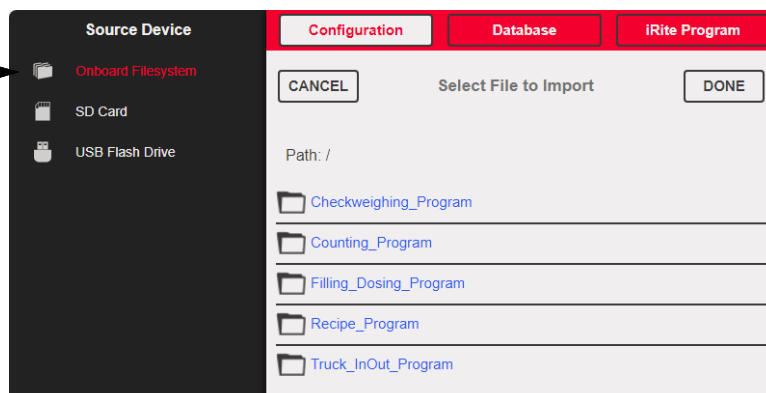 Source Device
Onboard Filesystem
SD Card
USB Flash Drive
Configuration
Database
iRite Program
CANCEL
Select File to Import
DONE
Path: /
Checkweighing_Program
Counting_Program
Filling_Dosing_Program
Recipe_Program
Truck_InOut_Program